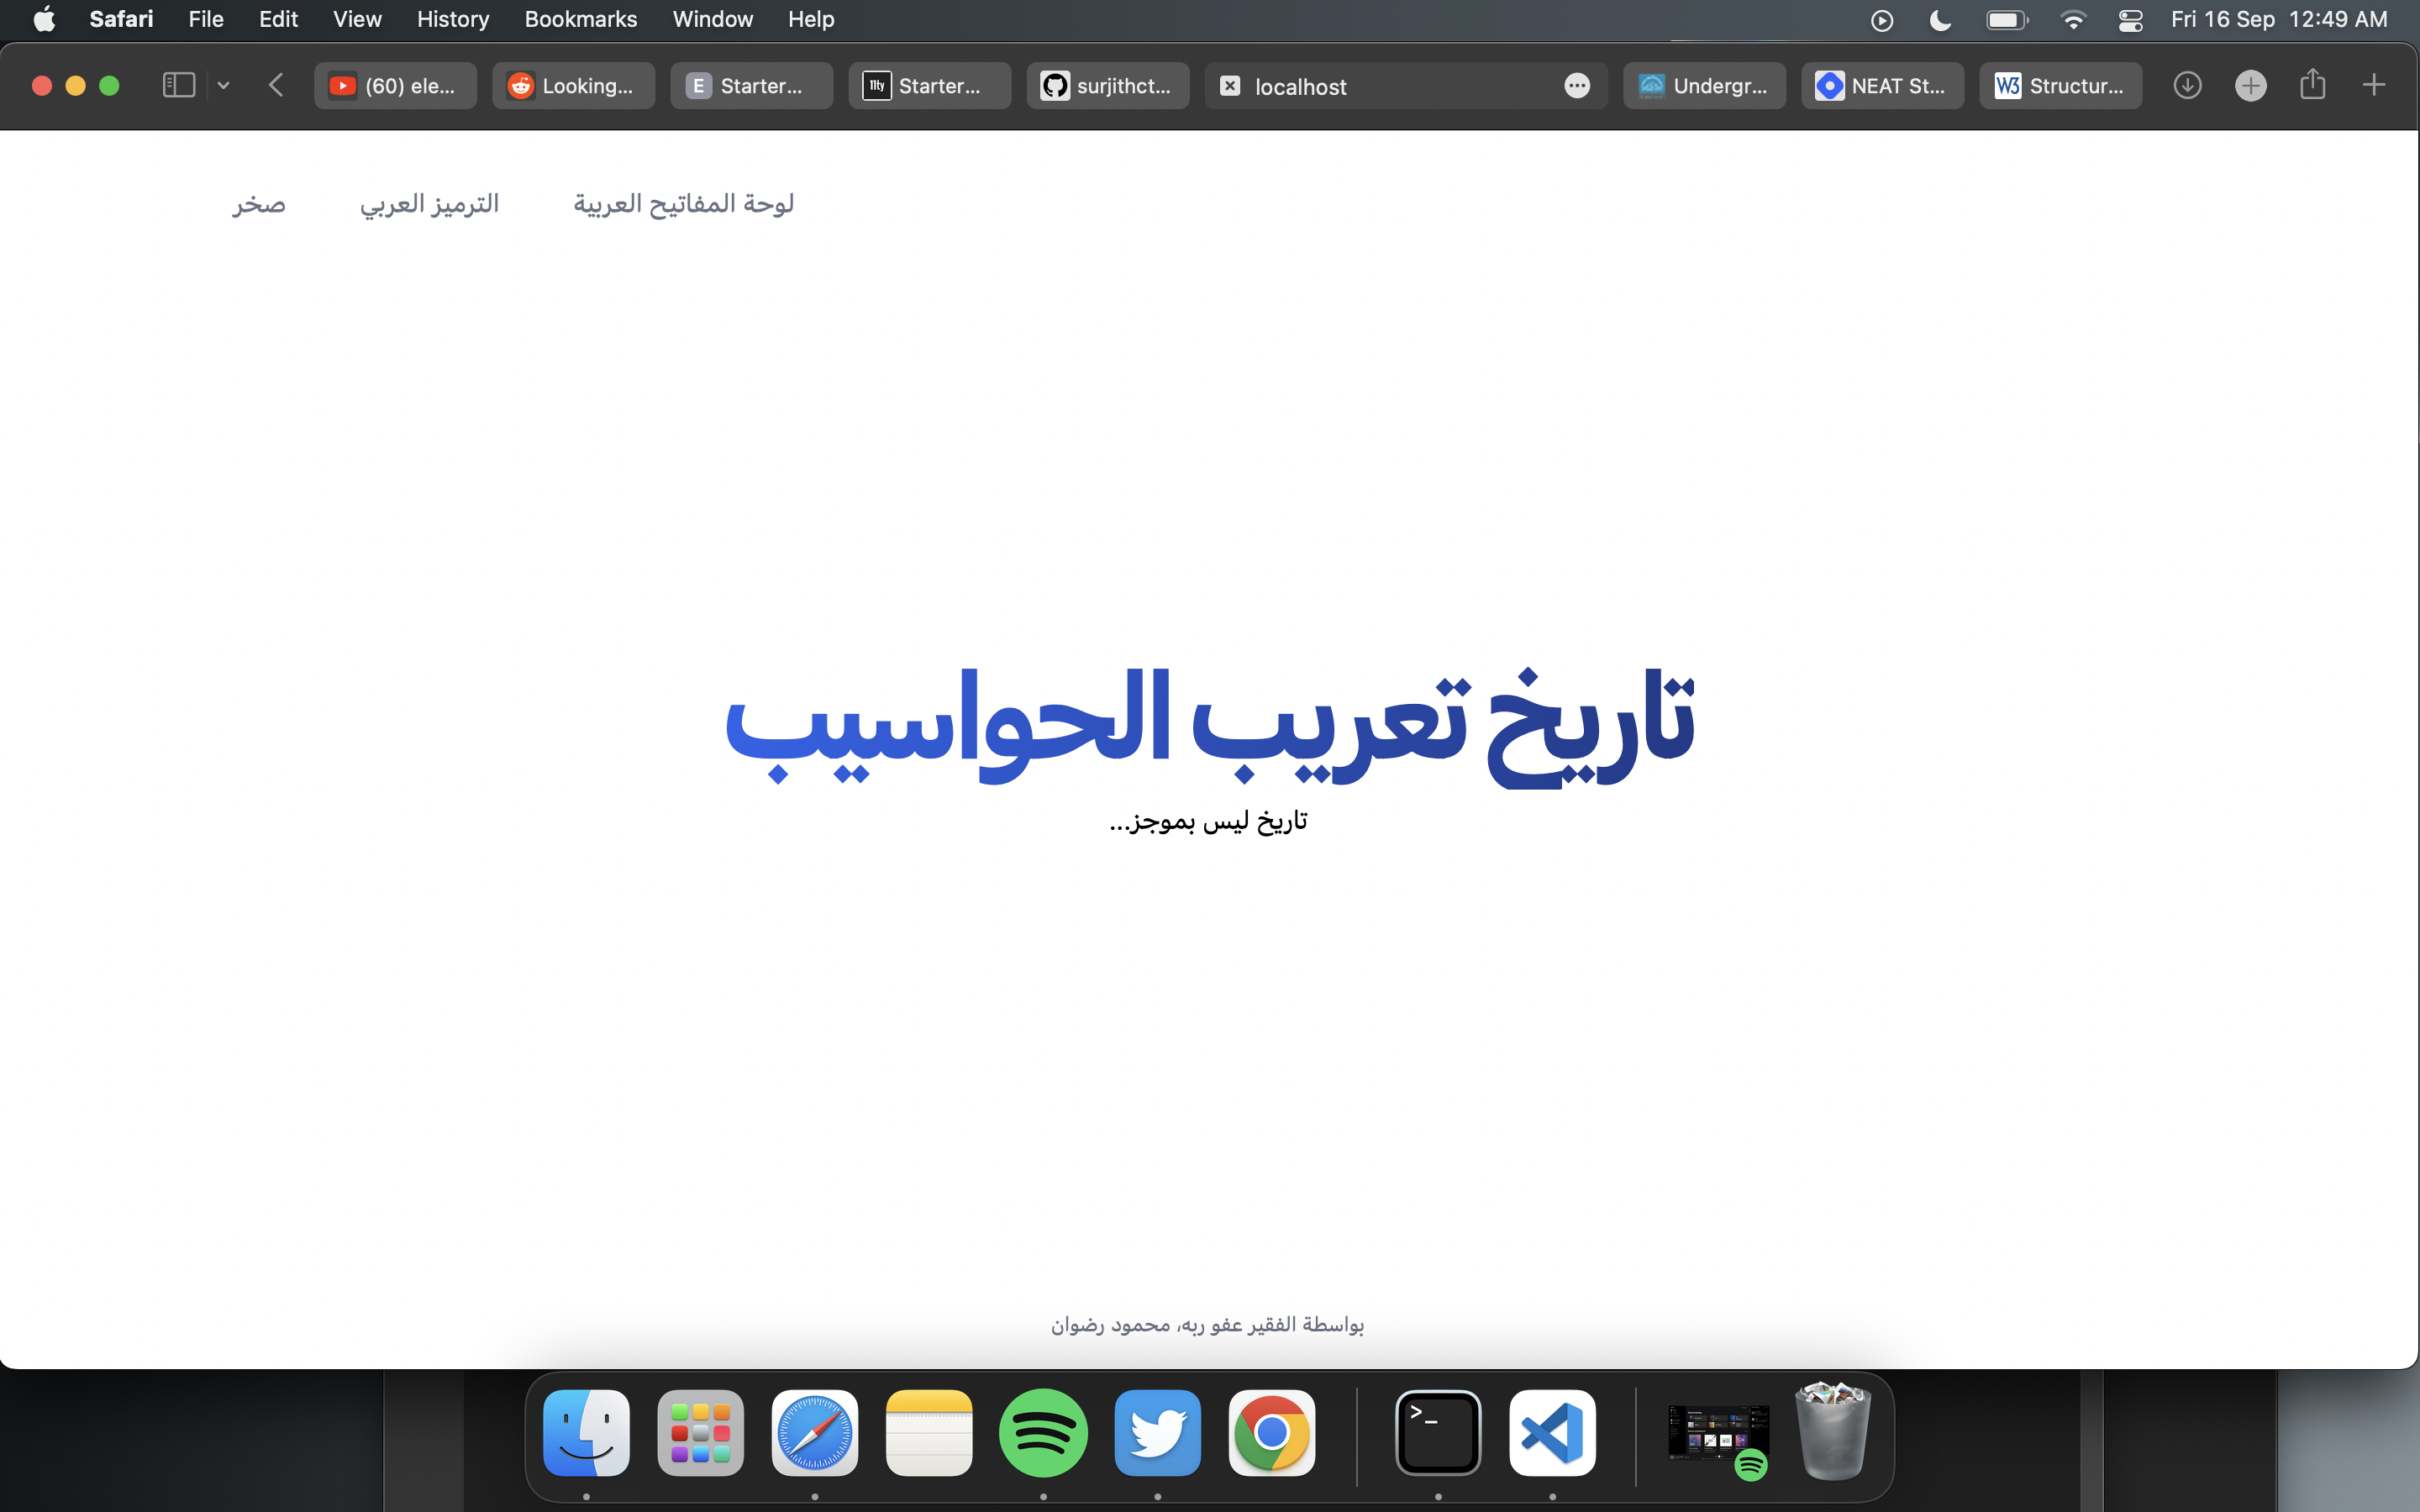 Safari File Edit View History Bookmarks Window Help Fri 16 Sep 12:49 AM
(60) ele... Looking... E Starter... 11ty Starter... surjithct... localhost Undergr... NEAT St... W3 Structur...
لوحة المفاتيح العربية الترميز العربي صخر
تاريخ تعريب الحواسيب
تاريخ ليس بموجز...
بواسطة الفقير عفو ربه، محمود رضوان
>_